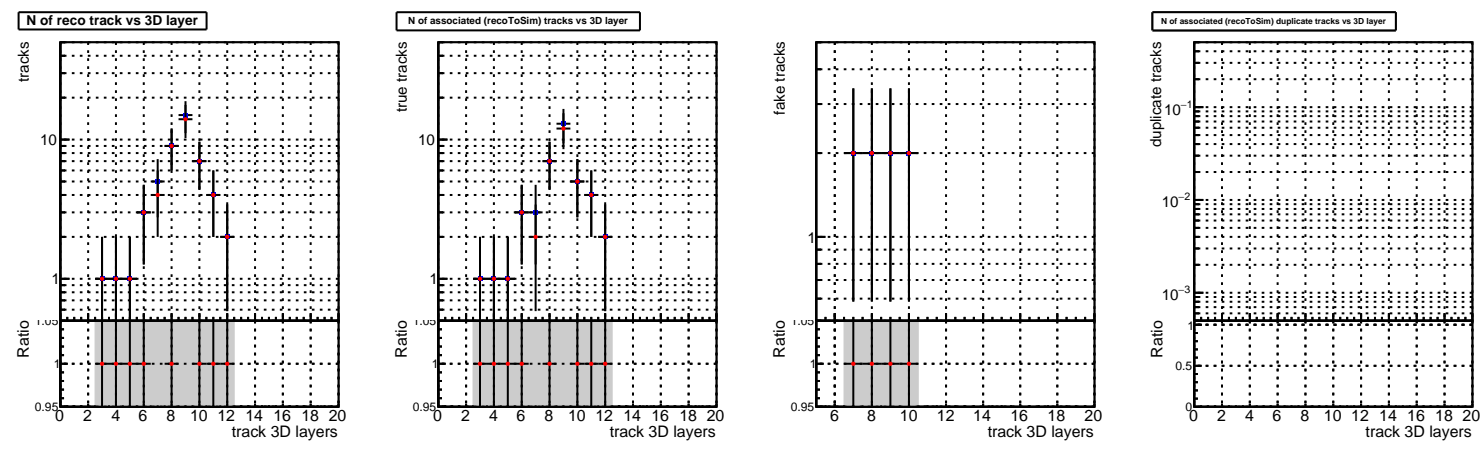 N of reco track vs 3D layer
tracks
10
1
Ratio
1.05
1
0.95
0 2 4 6 8 10 12 14 16 18 20
track 3D layers
N of associated (recoToSim) tracks vs 3D layer
true tracks
10
1
Ratio
1.05
1
0.95
0 2 4 6 8 10 12 14 16 18 20
track 3D layers
fake tracks
1
Ratio
1.05
1
0.95
6 8 10 12 14 16 18 20
track 3D layers
N of associated (recoToSim) duplicate tracks vs 3D layer
duplicate tracks
10⁻¹
10⁻²
10⁻³
Ratio
1
0.5
0
0 2 4 6 8 10 12 14 16 18 20
track 3D layers